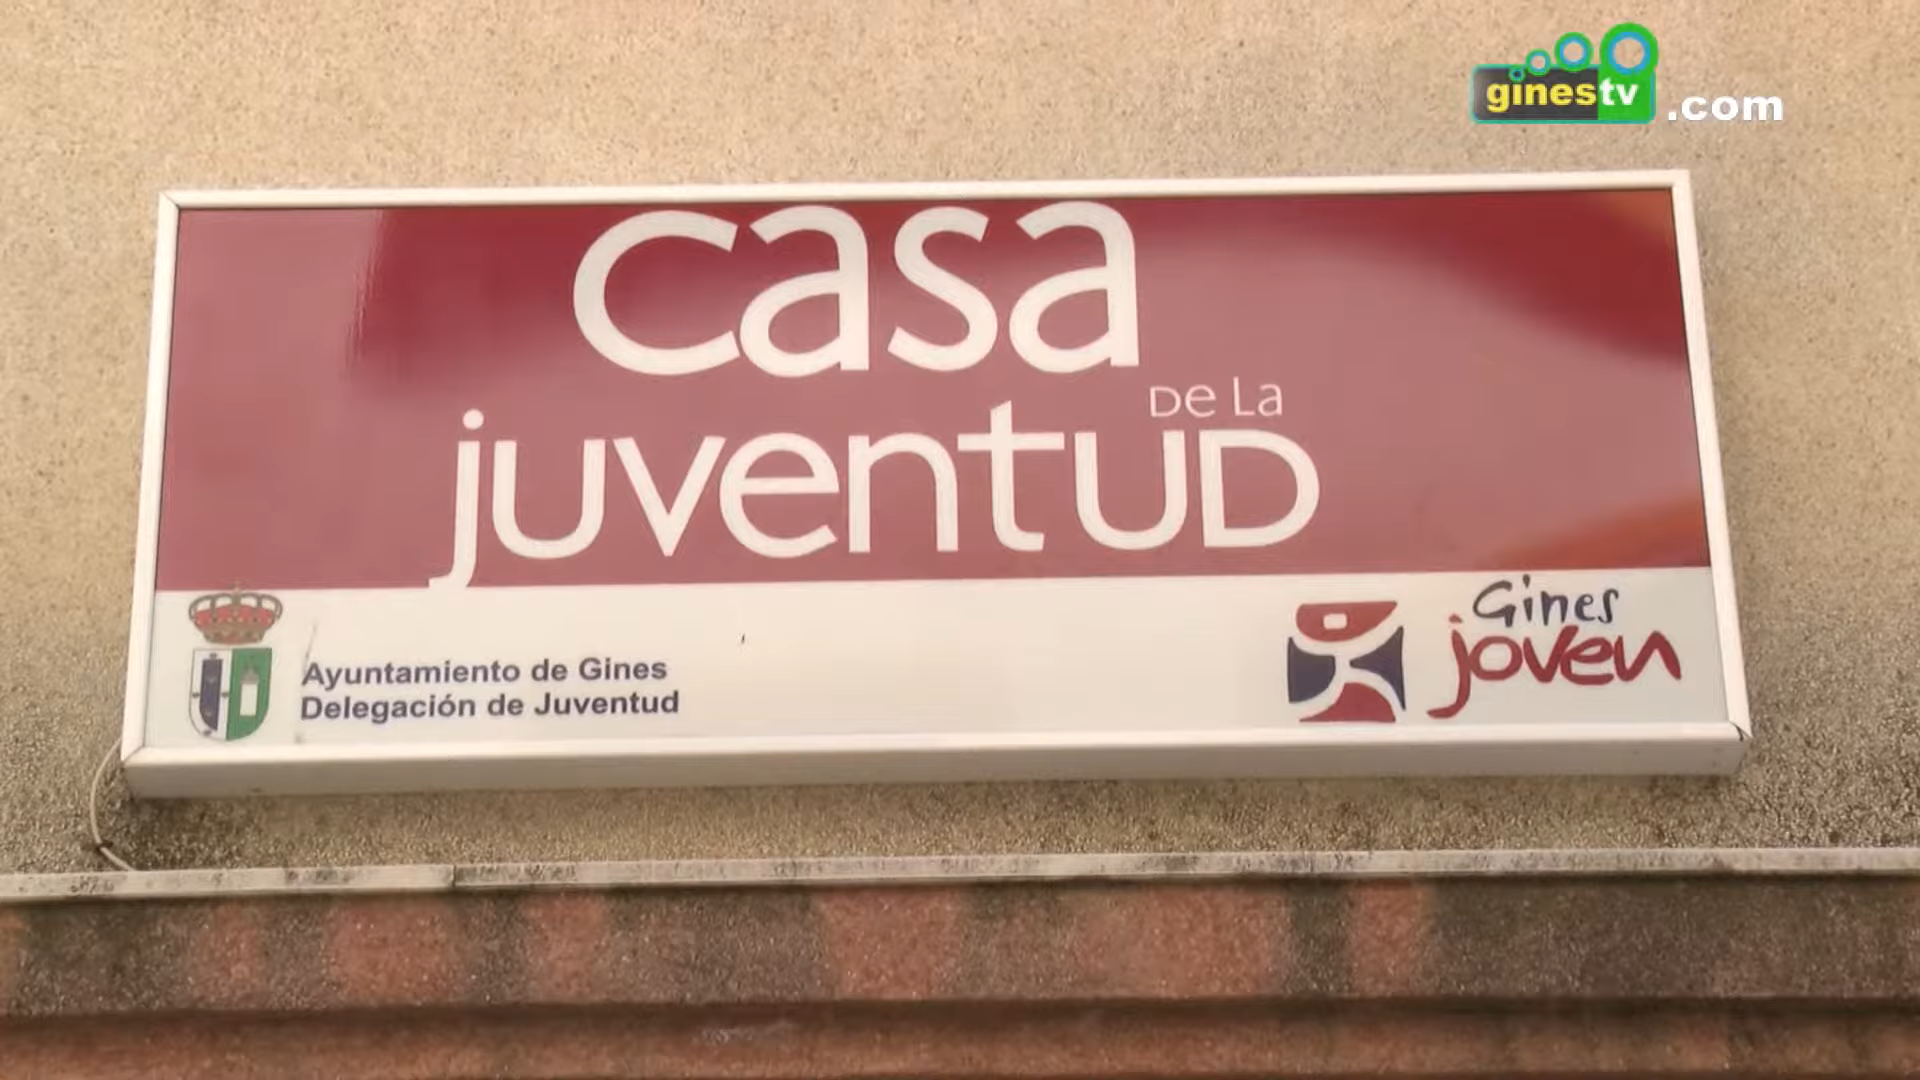 ginestv.com
casa
De La
juventUD
Ayuntamiento de Gines
Delegación de Juventud
Gines
joven